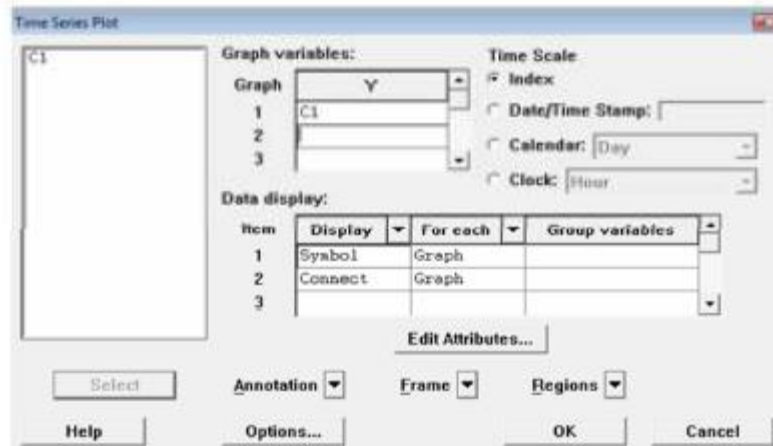 Time Series Plot
C1
Graph variables:
Graph Y
1 C1
2
3
Time Scale
Index
Date/Time Stamp:
Calendar: Day
Clock: Hour
Data display:
Item Display For each Group variables
1 Symbol Graph
2 Connect Graph
3
Edit Attributes...
Select Annotation Frame Regions
Help Options... OK Cancel